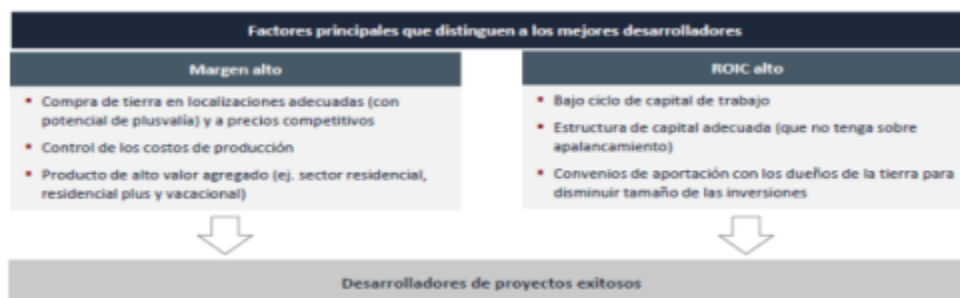 Factores principales que distinguen a los mejores desarrolladores
Margen alto
▪ Compra de tierra en localizaciones adecuadas (con
potencial de plusvalía) y a precios competitivos
▪ Control de los costos de producción
▪ Producto de alto valor agregado (ej. sector residencial,
residencial plus y vacacional)
ROIC alto
▪ Bajo ciclo de capital de trabajo
▪ Estructura de capital adecuada (que no tenga sobre
apalancamiento)
▪ Convenios de aportación con los dueños de la tierra para
disminuir tamaño de las inversiones
Desarrolladores de proyectos exitosos